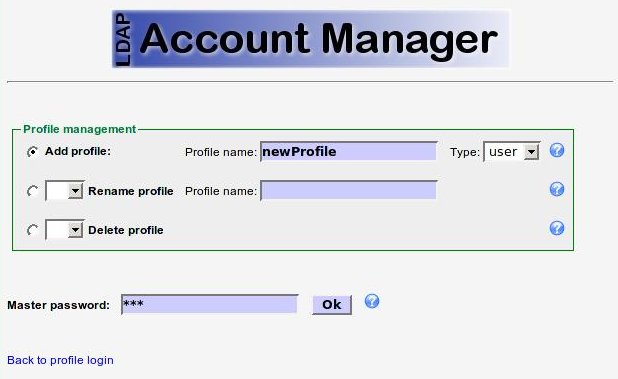 LDAP Account Manager
Profile management
Add profile: Profile name: newProfile Type: user
Rename profile Profile name:
Delete profile
Master password: *** Ok
Back to profile login